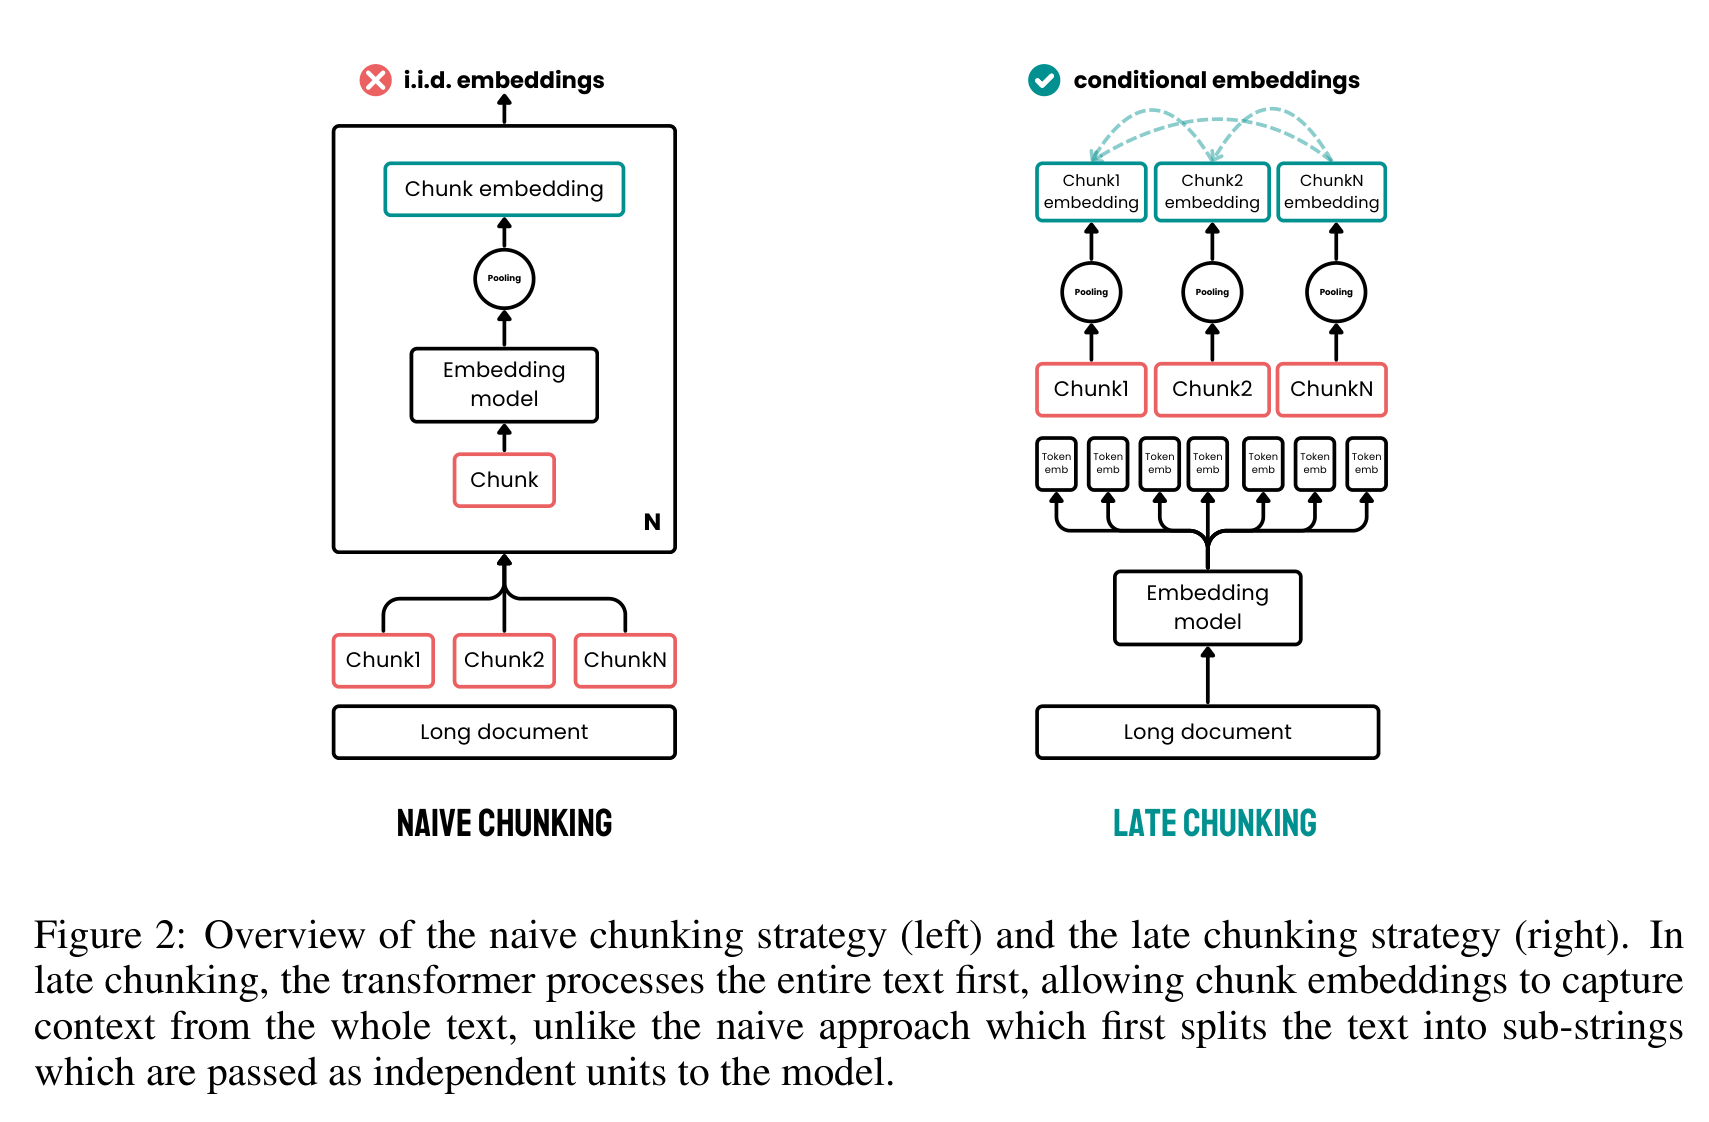 i.i.d. embeddings
Chunk embedding
Pooling
Embedding
model
Chunk
N
Chunk1 Chunk2 ChunkN
Long document
NAIVE CHUNKING
conditional embeddings
Chunk1 Chunk2 ChunkN
embedding embedding embedding
Pooling Pooling Pooling
Chunk1 Chunk2 ChunkN
Token Token Token Token Token Token Token
emb emb emb emb emb emb emb
Embedding
model
Long document
LATE CHUNKING
Figure 2: Overview of the naive chunking strategy (left) and the late chunking strategy (right). In
late chunking, the transformer processes the entire text first, allowing chunk embeddings to capture
context from the whole text, unlike the naive approach which first splits the text into sub-strings
which are passed as independent units to the model.